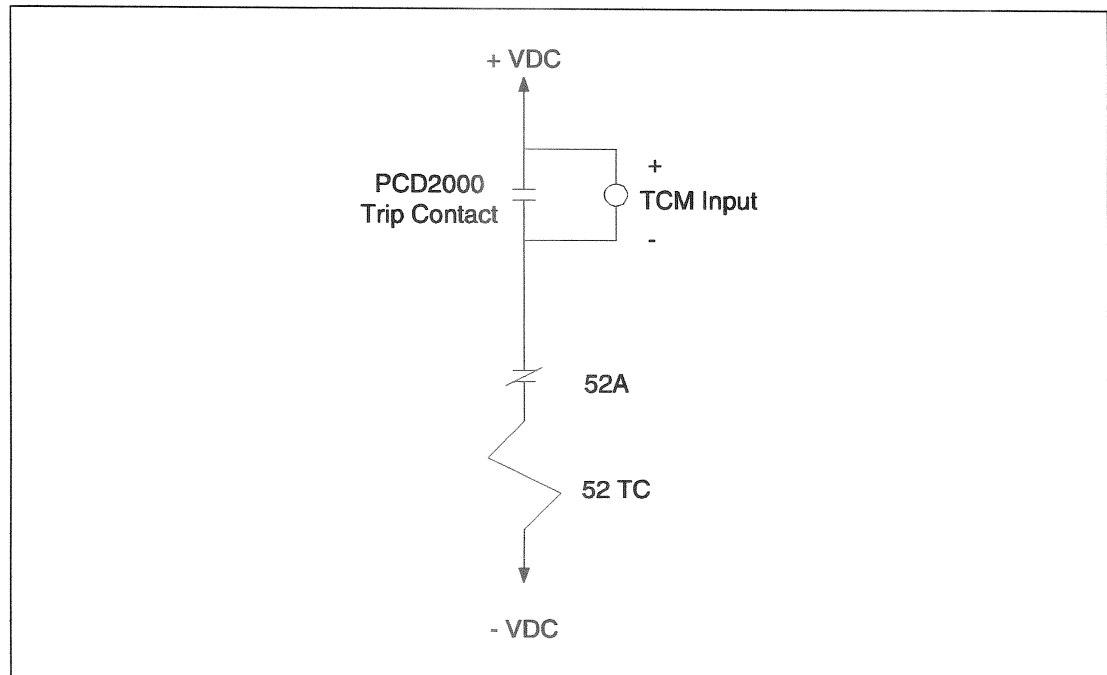 + VDC
PCD2000
Trip Contact
+
TCM Input
-
52A
52 TC
- VDC